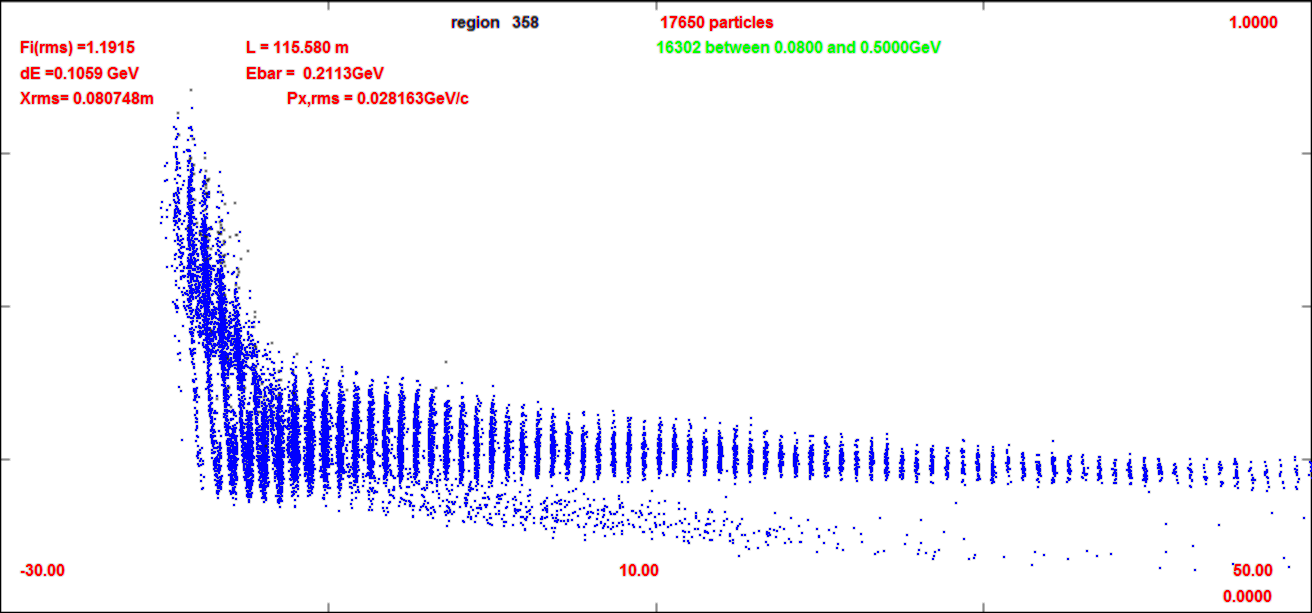 region 358 17650 particles 1.0000
Fi(rms) =1.1915 L = 115.580 m 16302 between 0.0800 and 0.5000GeV
dE =0.1059 GeV Ebar = 0.2113GeV
Xrms= 0.080748m Px,rms = 0.028163GeV/c
-30.00 10.00 50.00
0.0000